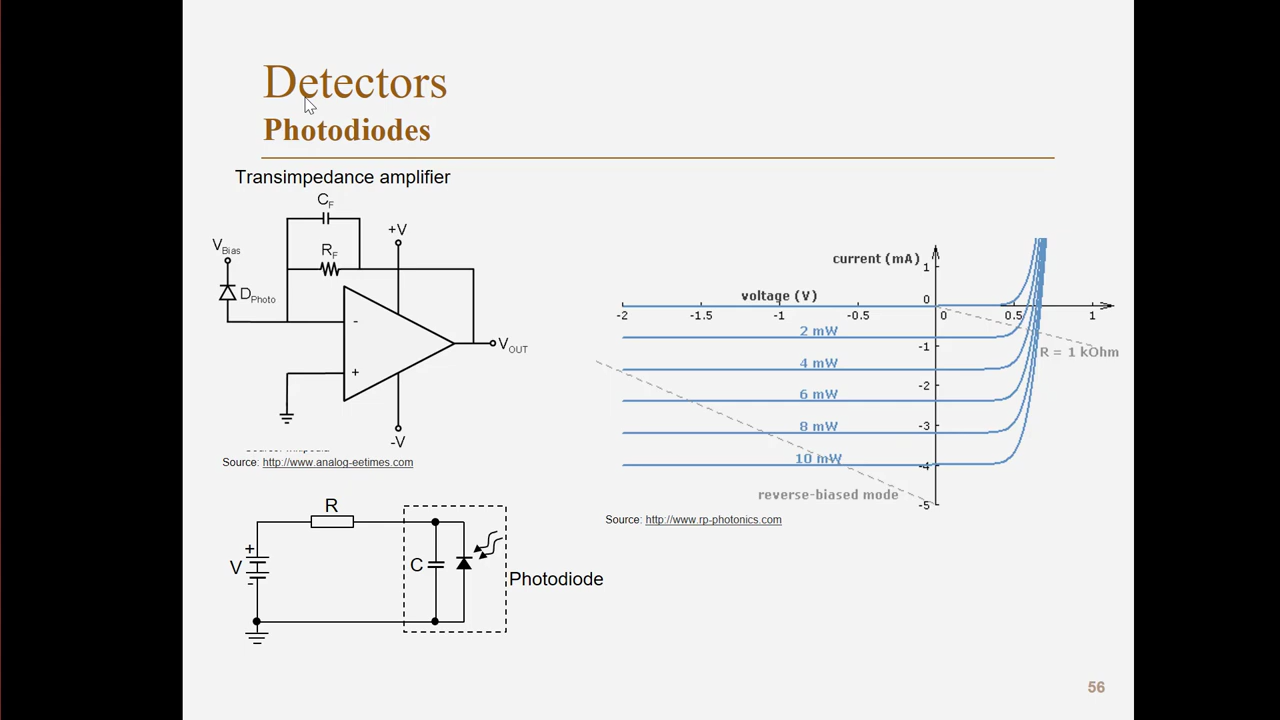 Detectors
Photodiodes
Transimpedance amplifier
CF
+V
VBias
RF
DPhoto
-
+
VOUT
-V
Source: http://www.analog-eetimes.com
current (mA)
voltage (V)
1
0
-2 -1.5 -1 -0.5 0 0.5 1
2 mW
-1
R = 1 kOhm
4 mW
-2
6 mW
8 mW
-3
10 mW
-4
reverse-biased mode
-5
Source: http://www.rp-photonics.com
R
+
V
-
C
Photodiode
56